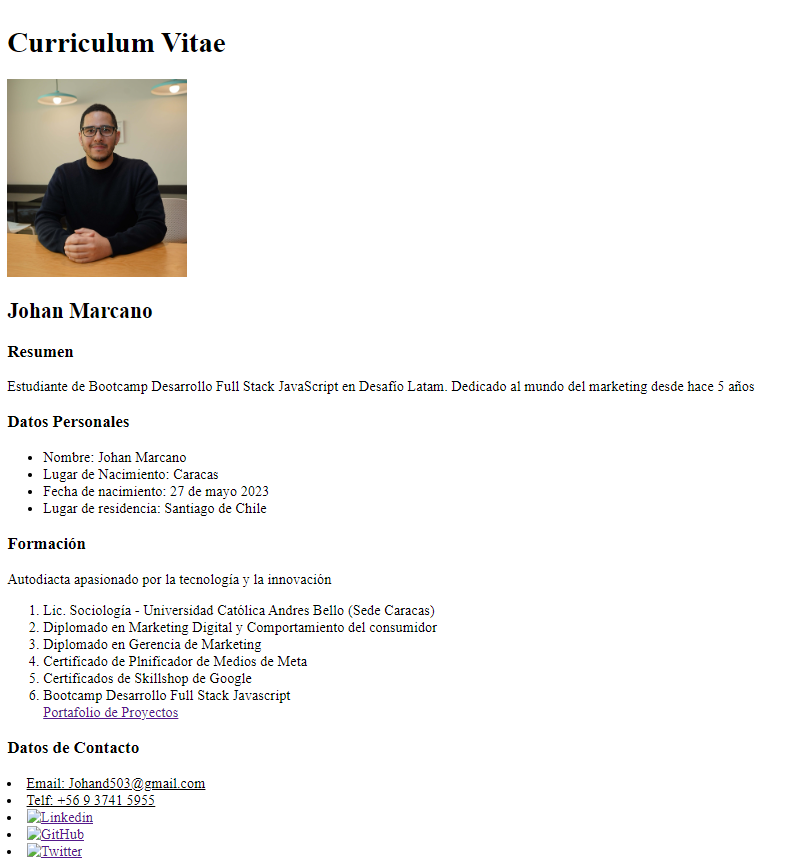 Curriculum Vitae
Johan Marcano
Resumen
Estudiante de Bootcamp Desarrollo Full Stack JavaScript en Desafío Latam. Dedicado al mundo del marketing desde hace 5 años
Datos Personales
• Nombre: Johan Marcano
• Lugar de Nacimiento: Caracas
• Fecha de nacimiento: 27 de mayo 2023
• Lugar de residencia: Santiago de Chile
Formación
Autodiacta apasionado por la tecnología y la innovación
1. Lic. Sociología - Universidad Católica Andres Bello (Sede Caracas)
2. Diplomado en Marketing Digital y Comportamiento del consumidor
3. Diplomado en Gerencia de Marketing
4. Certificado de Plnificador de Medios de Meta
5. Certificados de Skillshop de Google
6. Bootcamp Desarrollo Full Stack Javascript
Portafolio de Proyectos
Datos de Contacto
• Email: Johand503@gmail.com
• Telf: +56 9 3741 5955
• Linkedin
• GitHub
• Twitter